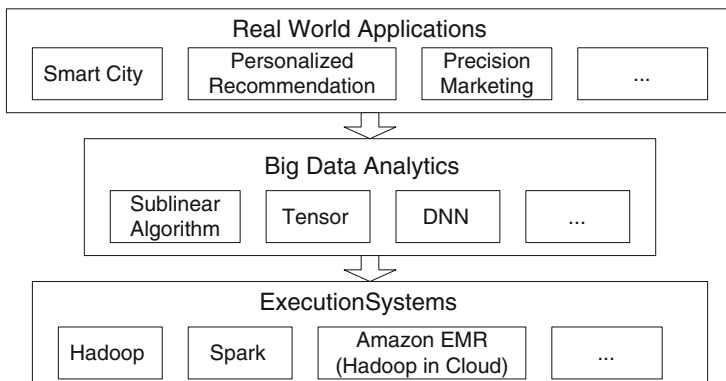 Real World Applications
Smart City
Personalized
Recommendation
Precision
Marketing
...
Big Data Analytics
Sublinear
Algorithm
Tensor
DNN
...
ExecutionSystems
Hadoop
Spark
Amazon EMR
(Hadoop in Cloud)
...